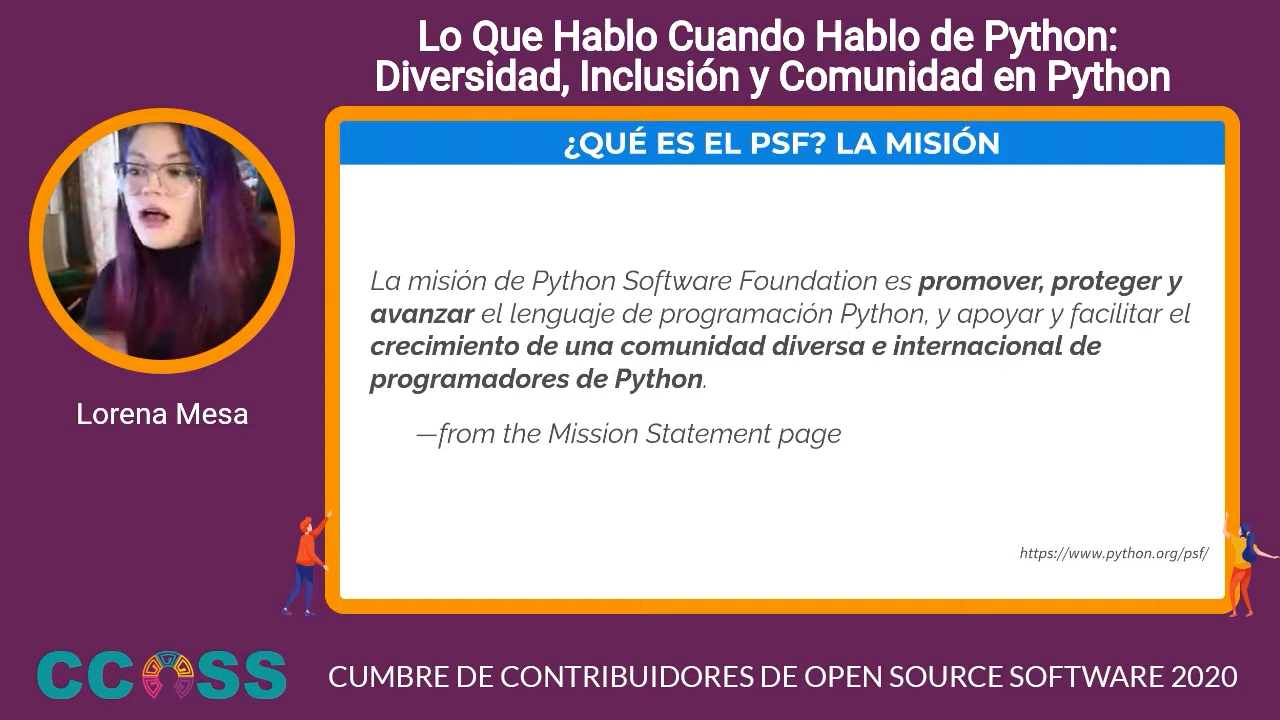 Lo Que Hablo Cuando Hablo de Python:
Diversidad, Inclusión y Comunidad en Python
¿QUÉ ES EL PSF? LA MISIÓN
La misión de Python Software Foundation es promover, proteger y
avanzar el lenguaje de programación Python, y apoyar y facilitar el
crecimiento de una comunidad diversa e internacional de
programadores de Python.
—from the Mission Statement page
https://www.python.org/psf/
Lorena Mesa
CCOSS
CUMBRE DE CONTRIBUIDORES DE OPEN SOURCE SOFTWARE 2020